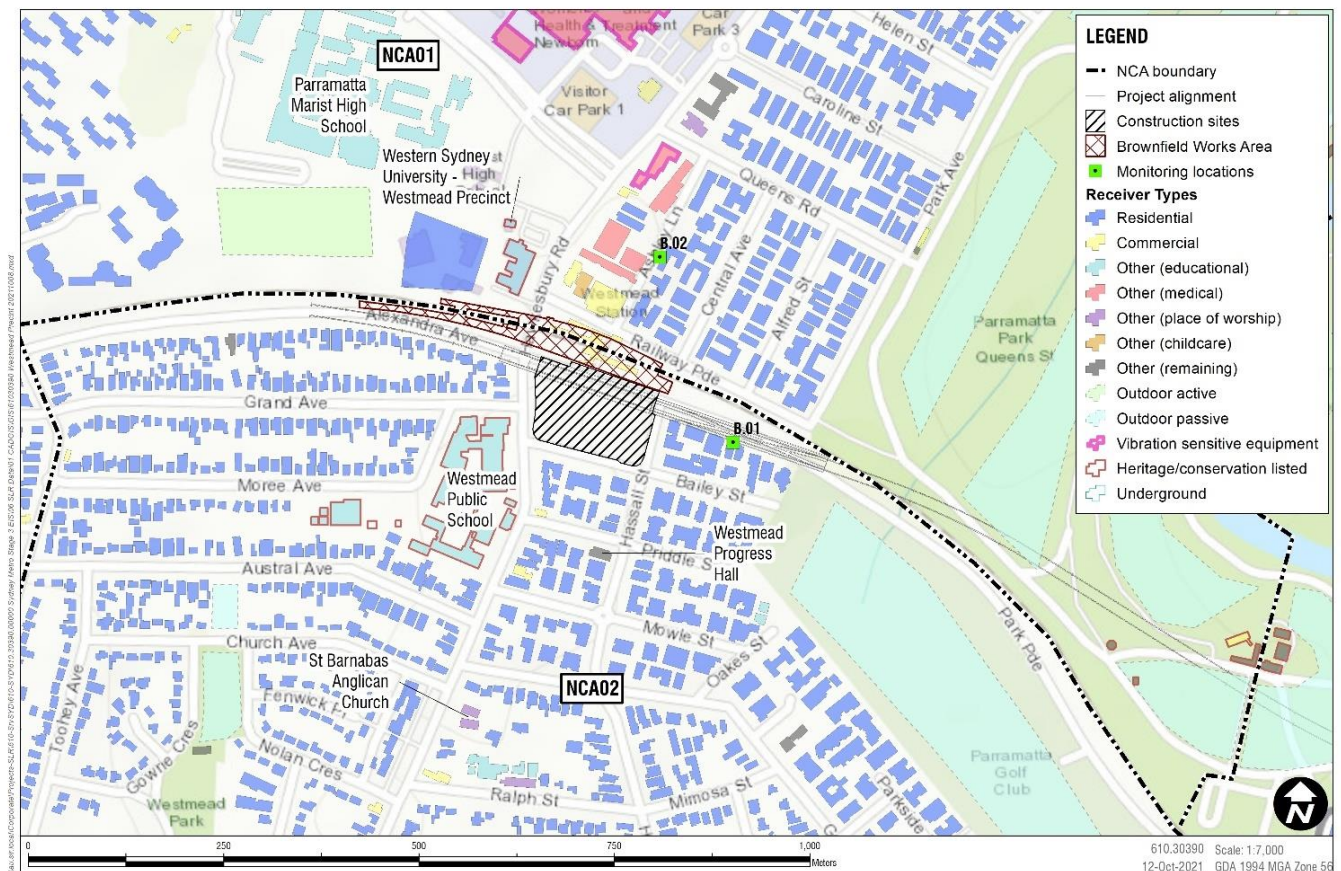 Health & Treatment
Newborn
Car
Park 3
Helen St
NCA01
Parramatta
Marist High
School
Visitor
Car Park 1
Caroline St
Park Ave
Western Sydney
University -
Westmead Precinct
High
Queens Rd
Ashley Ln
B.02
Central Ave
Alfred St
Westmead
Station
Parramatta
Park
Queens St
Alexandra Ave
Railway Pde
Grand Ave
B.01
Moree Ave
Westmead
Public
School
Bailey St
Hassall St
Westmead
Progress
Hall
Priddle S
Austral Ave
Mowle St
Church Ave
Oakes St
Park Pde
St Barnabas
Anglican
Church
NCA02
Toohey Ave
Fenwick
Gowrie Cres
Nolan Cres
Parramatta
Golf
Club
Westmead
Park
Ralph St
Mimosa St
Parkside
LEGEND
NCA boundary
Project alignment
Construction sites
Brownfield Works Area
Monitoring locations
Receiver Types
Residential
Commercial
Other (educational)
Other (medical)
Other (place of worship)
Other (childcare)
Other (remaining)
Outdoor active
Outdoor passive
Vibration sensitive equipment
Heritage/conservation listed
Underground
N
0 250 500 750 1,000
Meters
610.30390 Scale: 1:7,000
12-Oct-2021 GDA 1994 MGA Zone 56